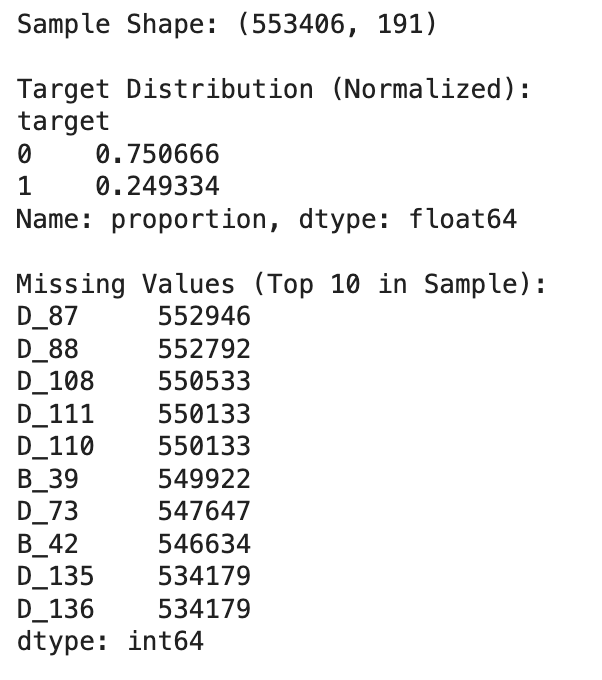 Sample Shape: (553406, 191)
Target Distribution (Normalized):
target
0    0.750666
1    0.249334
Name: proportion, dtype: float64
Missing Values (Top 10 in Sample):
D_87     552946
D_88     552792
D_108    550533
D_111    550133
D_110    550133
B_39     549922
D_73     547647
B_42     546634
D_135    534179
D_136    534179
dtype: int64